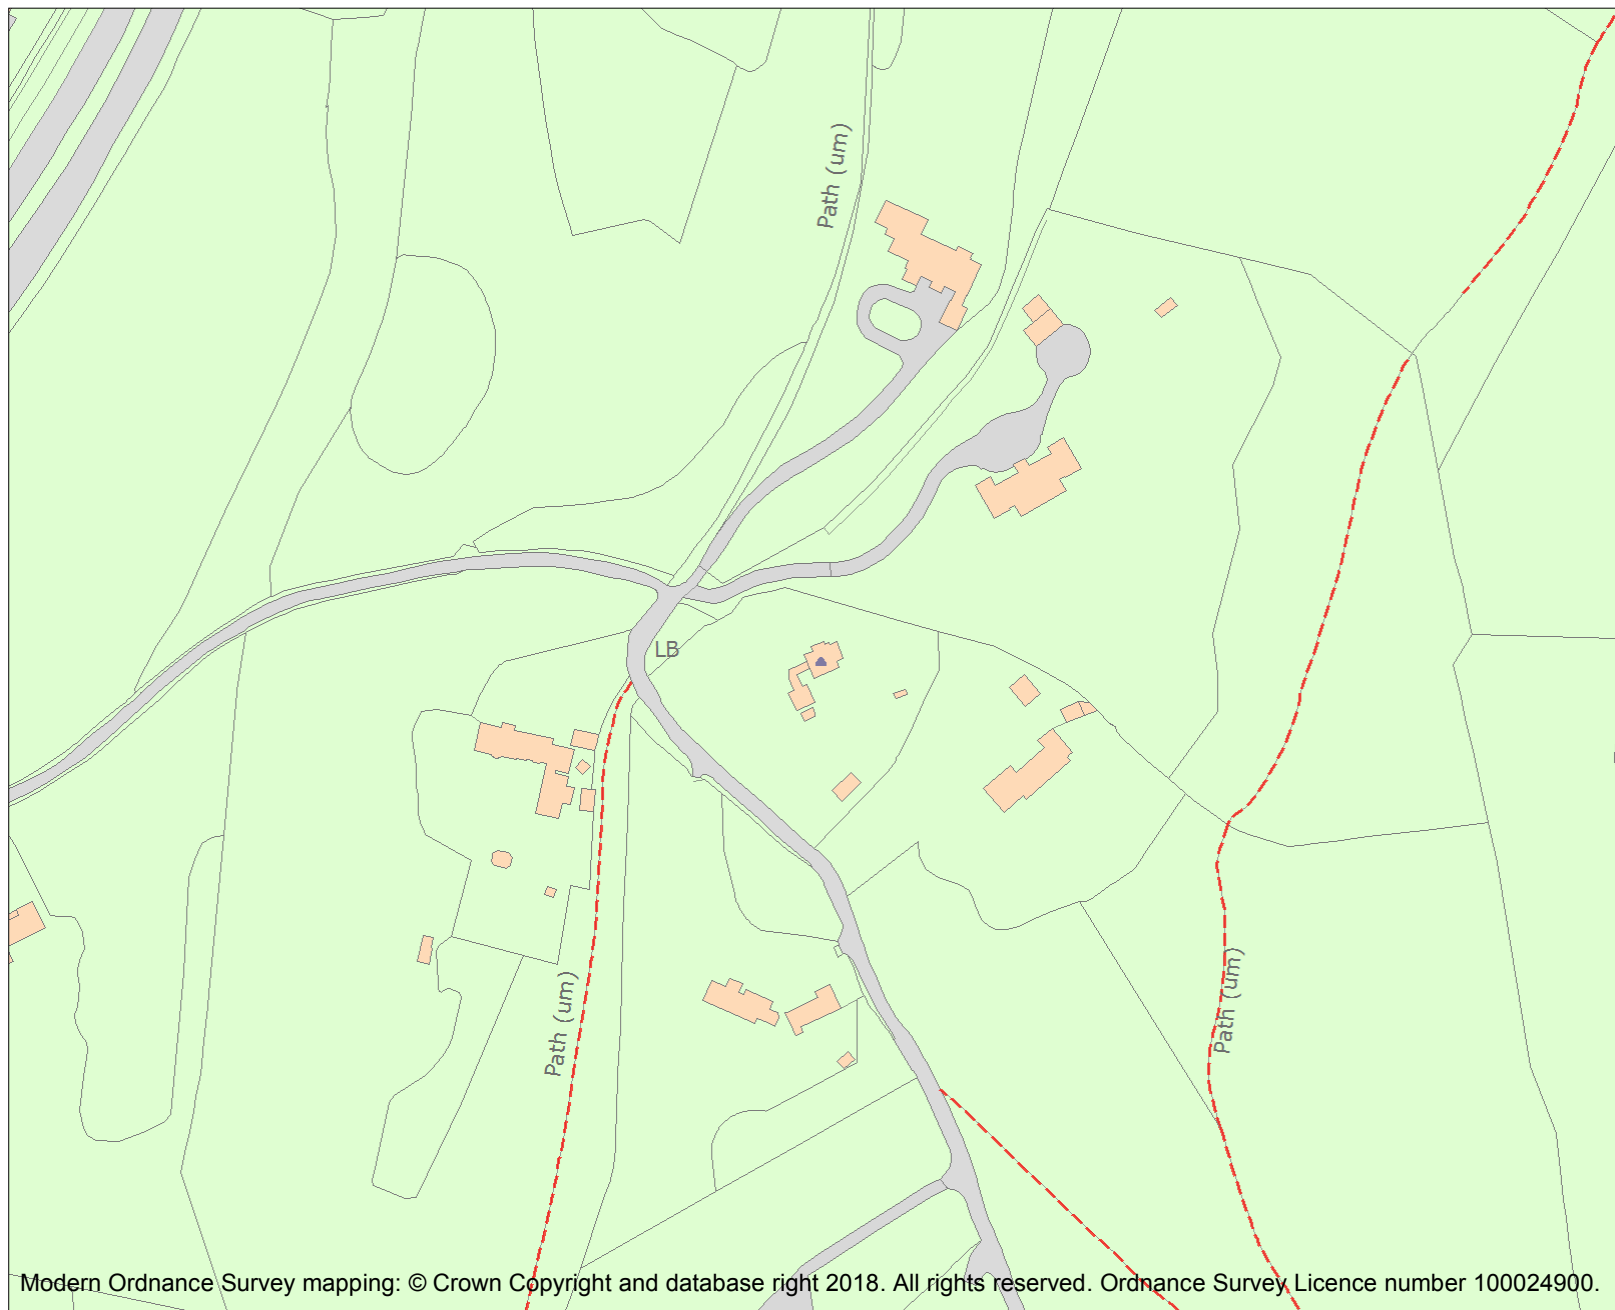 Path (um)
LB
Path (um)
Path (um)
Modern Ordnance Survey mapping: © Crown Copyright and database right 2018. All rights reserved. Ordnance Survey Licence number 100024900.